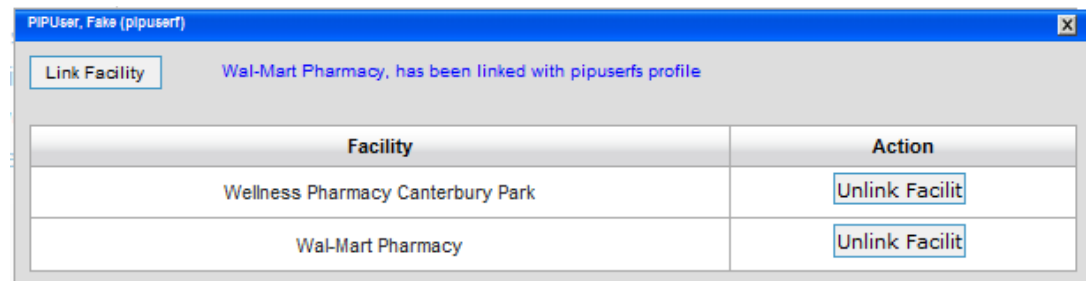 PIPUser, Fake (pipuserf)
Link Facility Wal-Mart Pharmacy, has been linked with pipuserfs profile
Facility Action
Wellness Pharmacy Canterbury Park Unlink Facilit
Wal-Mart Pharmacy Unlink Facilit